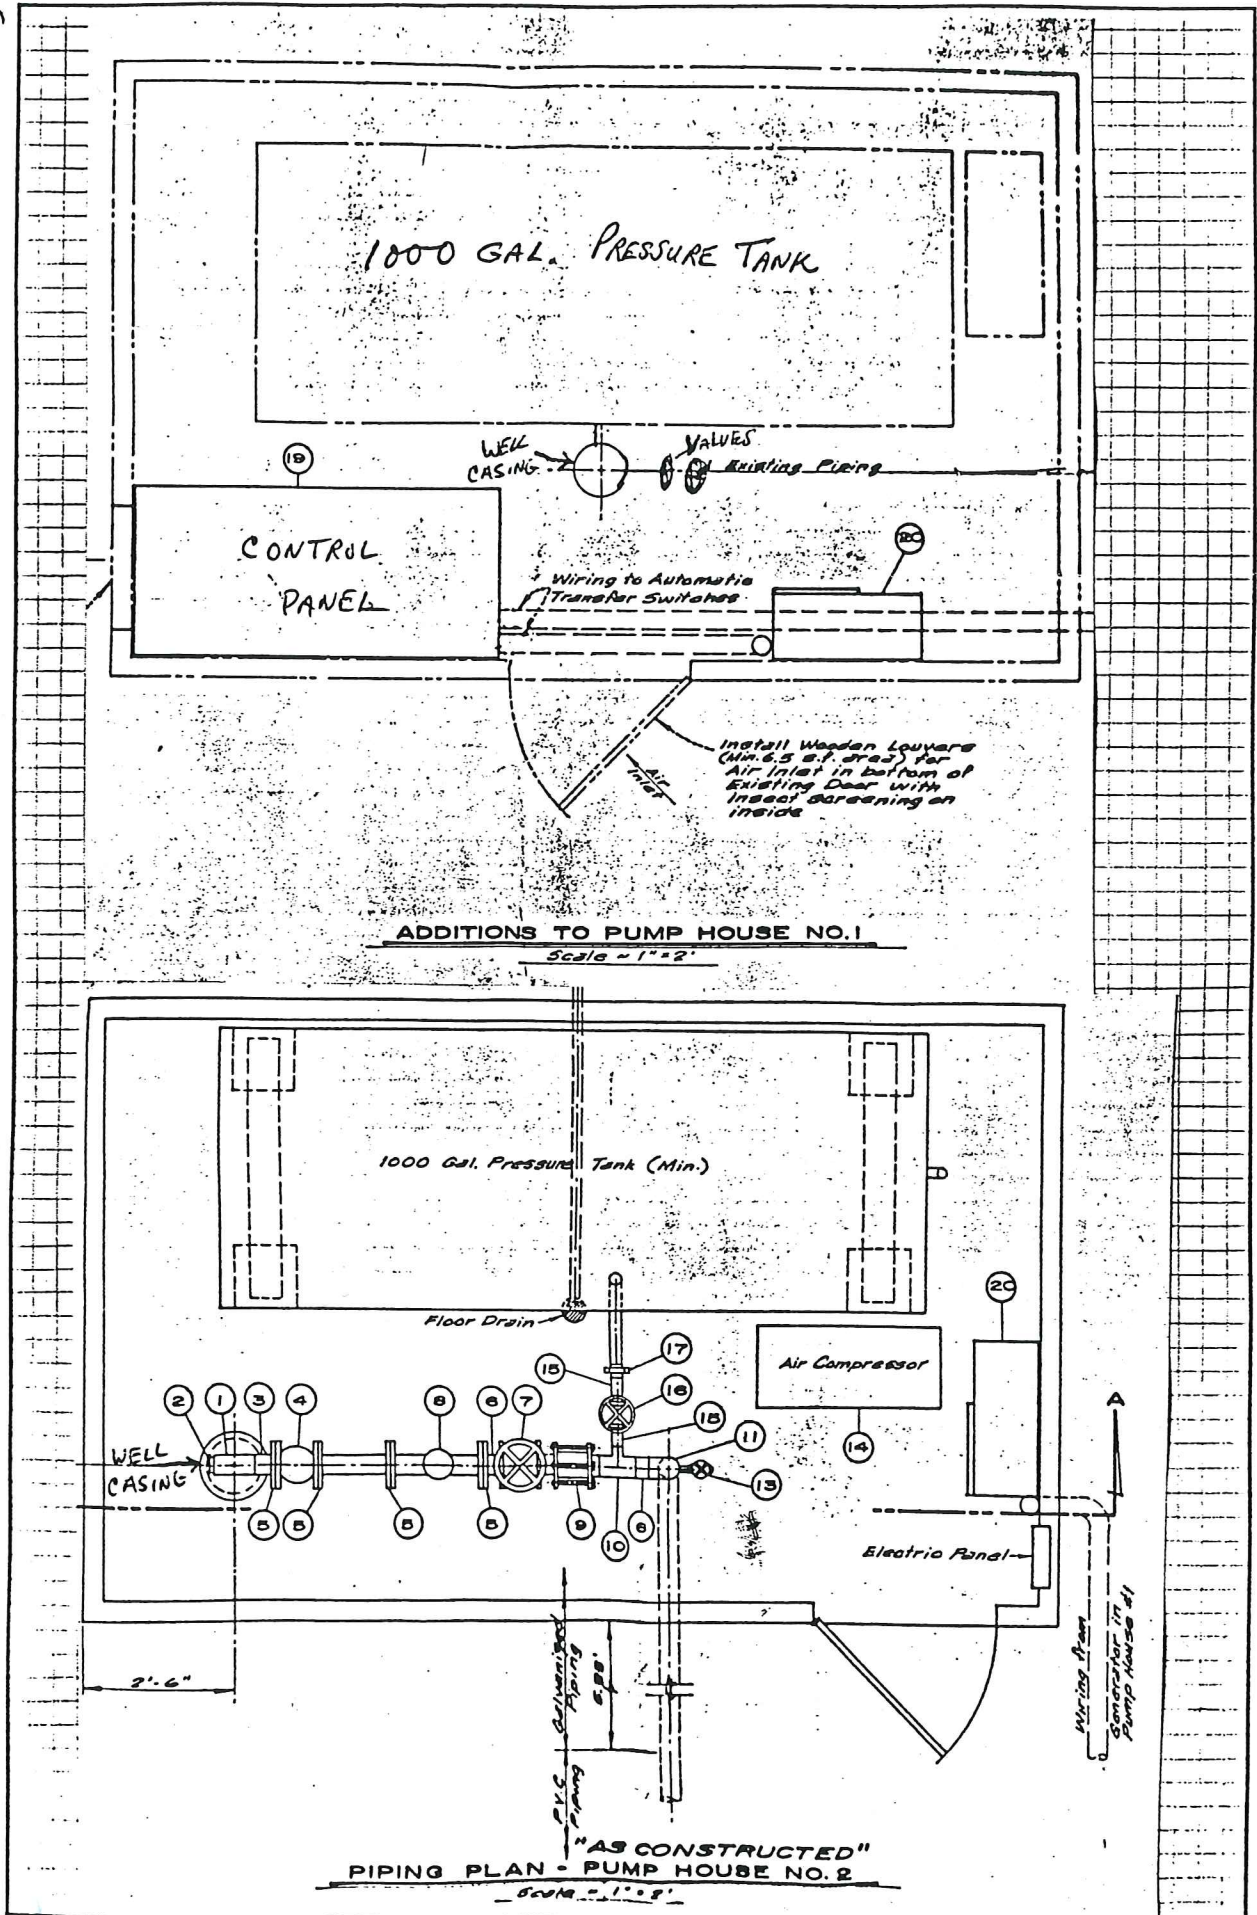 1000 GAL. PRESSURE TANK
WELL
CASING
VALVES
Existing Piping
19
CONTROL
PANEL
20
Wiring to Automatic
Transfer Switches
Install Wooden Louvers
(Min. 6.5 s.f. area) for
Air Inlet in bottom of
Existing Door with
Insect Screening on
inside
Air
Inlet
ADDITIONS TO PUMP HOUSE NO.1
Scale ~ 1"=2'
1000 Gal. Pressure Tank (Min.)
Floor Drain
20
17
15
16
Air Compressor
2
1
3
4
8
6
7
15
11
14
A
WELL
CASING
13
5
5
5
5
9
10
6
Electric Panel
2'-6"
Galvanized
Piping
PVC
Piping
Wiring from
Generator in
Pump House #1
"AS CONSTRUCTED"
PIPING PLAN - PUMP HOUSE NO. 2
Scale ~ 1"=2'